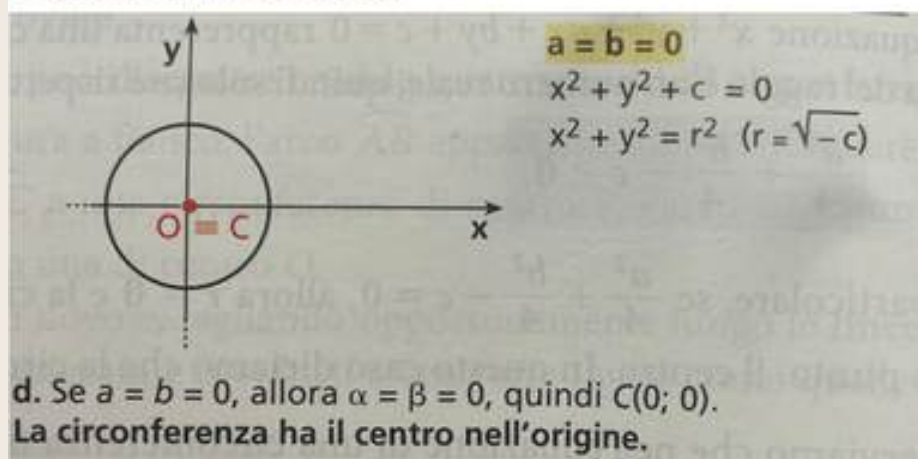 y
a = b = 0
x² + y² + c = 0
x² + y² = r² (r = √−c)
O ≡ C
x
d. Se a = b = 0, allora α = β = 0, quindi C(0; 0).
La circonferenza ha il centro nell'origine.